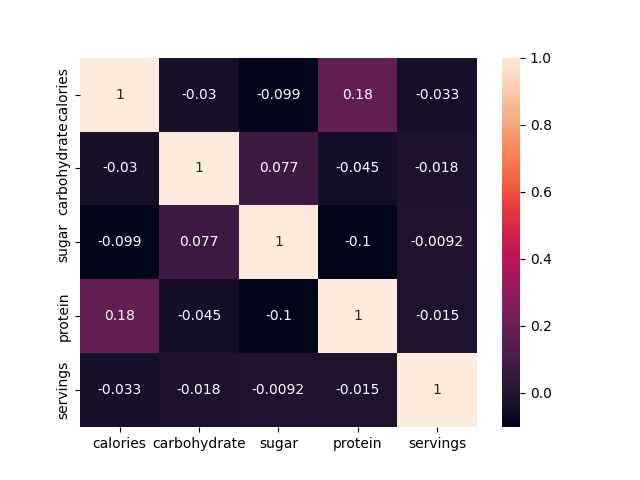 calories 1 -0.03 -0.099 0.18 -0.033
carbohydrate -0.03 1 0.077 -0.045 -0.018
sugar -0.099 0.077 1 -0.1 -0.0092
protein 0.18 -0.045 -0.1 1 -0.015
servings -0.033 -0.018 -0.0092 -0.015 1
calories carbohydrate sugar protein servings
1.0
0.8
0.6
0.4
0.2
0.0